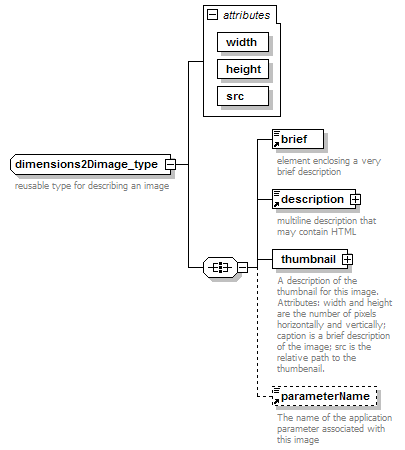 attributes
width
height
src
dimensions2Dimage_type
reusable type for describing an image
brief
element enclosing a very
brief description
description
multiline description that
may contain HTML
thumbnail
A description of the
thumbnail for this image.
Attributes: width and height
are the number of pixels
horizontally and vertically;
caption is a brief description
of the image; src is the
relative path to the
thumbenail.
parameterName
The name of the application
parameter associated with
this image